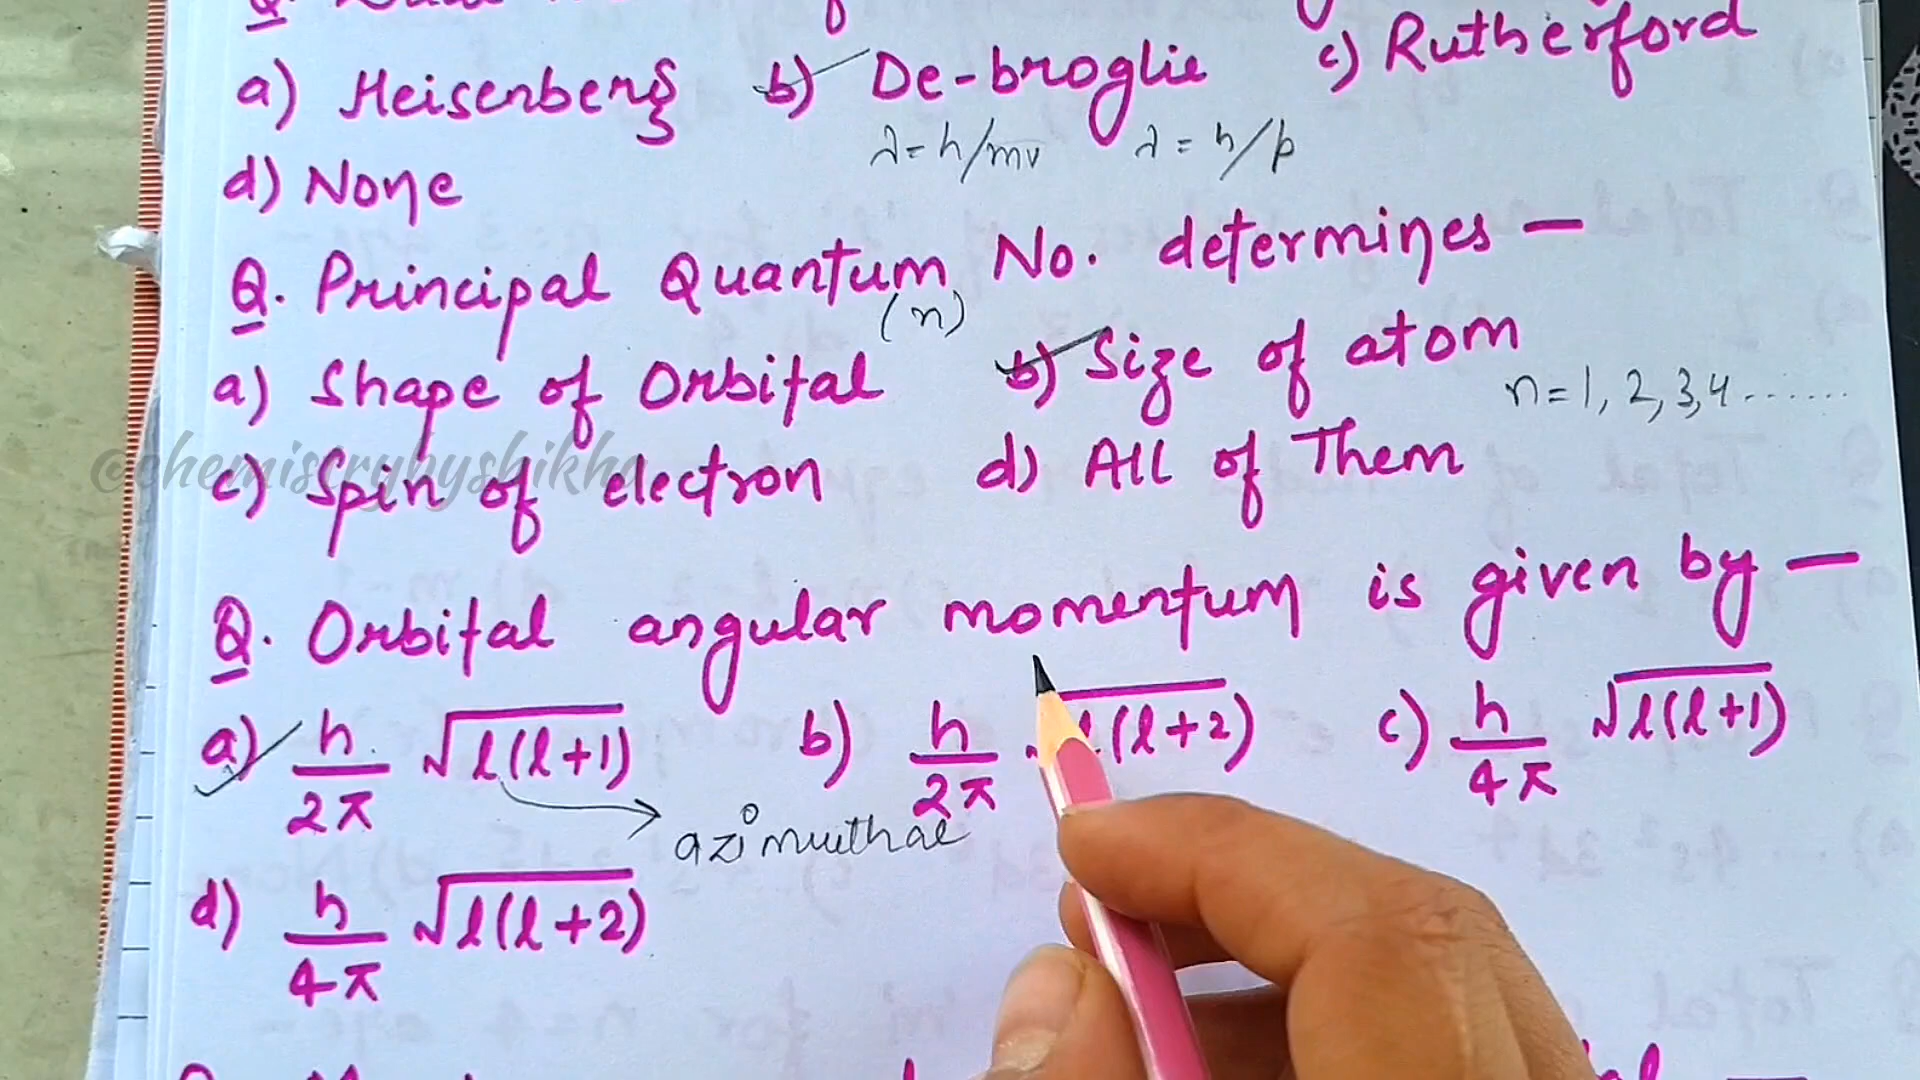 a) Heisenberg b) De-broglie c) Rutherford
λ = h/mv λ = h/p
d) None
Q. Principal Quantum No. determines —
(n)
a) Shape of Orbital b) Size of atom
n = 1, 2, 3, 4 .......
@chemistrybyshikha
c) Spin of electron d) All of Them
Q. Orbital angular momentum is given by —
a) h/2π √l(l+1) b) h/2π √l(l+2) c) h/4π √l(l+1)
azimuthal
d) h/4π √l(l+2)